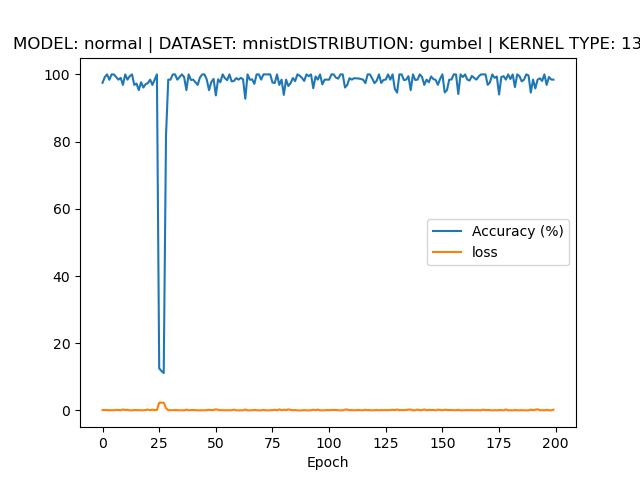 MODEL: normal | DATASET: mnistDISTRIBUTION: gumbel | KERNEL TYPE: 13
100
80
60
40
20
0
Accuracy (%)
loss
0 25 50 75 100 125 150 175 200
Epoch